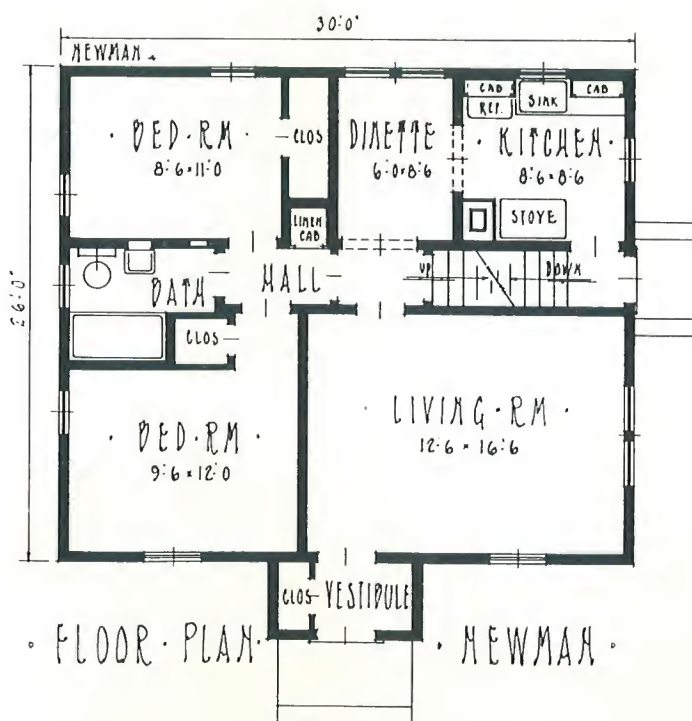 30'-0"
NEWMAN
CAB
SINK
CAB
REF.
· BED·RM ·
8'-6 × 11'-0
CLOS
DINETTE
6'-0 × 8'-6
· KITCHEN ·
8'-6 × 8'-6
LINEN
CAB
STOVE
26'-0"
BATH
HALL
UP
DOWN
CLOS
· BED·RM ·
9'-6 × 12'-0
· LIVING·RM ·
12'-6 × 16'-6
CLOS
VESTIBULE
· FLOOR·PLAN ·
· NEWMAN ·